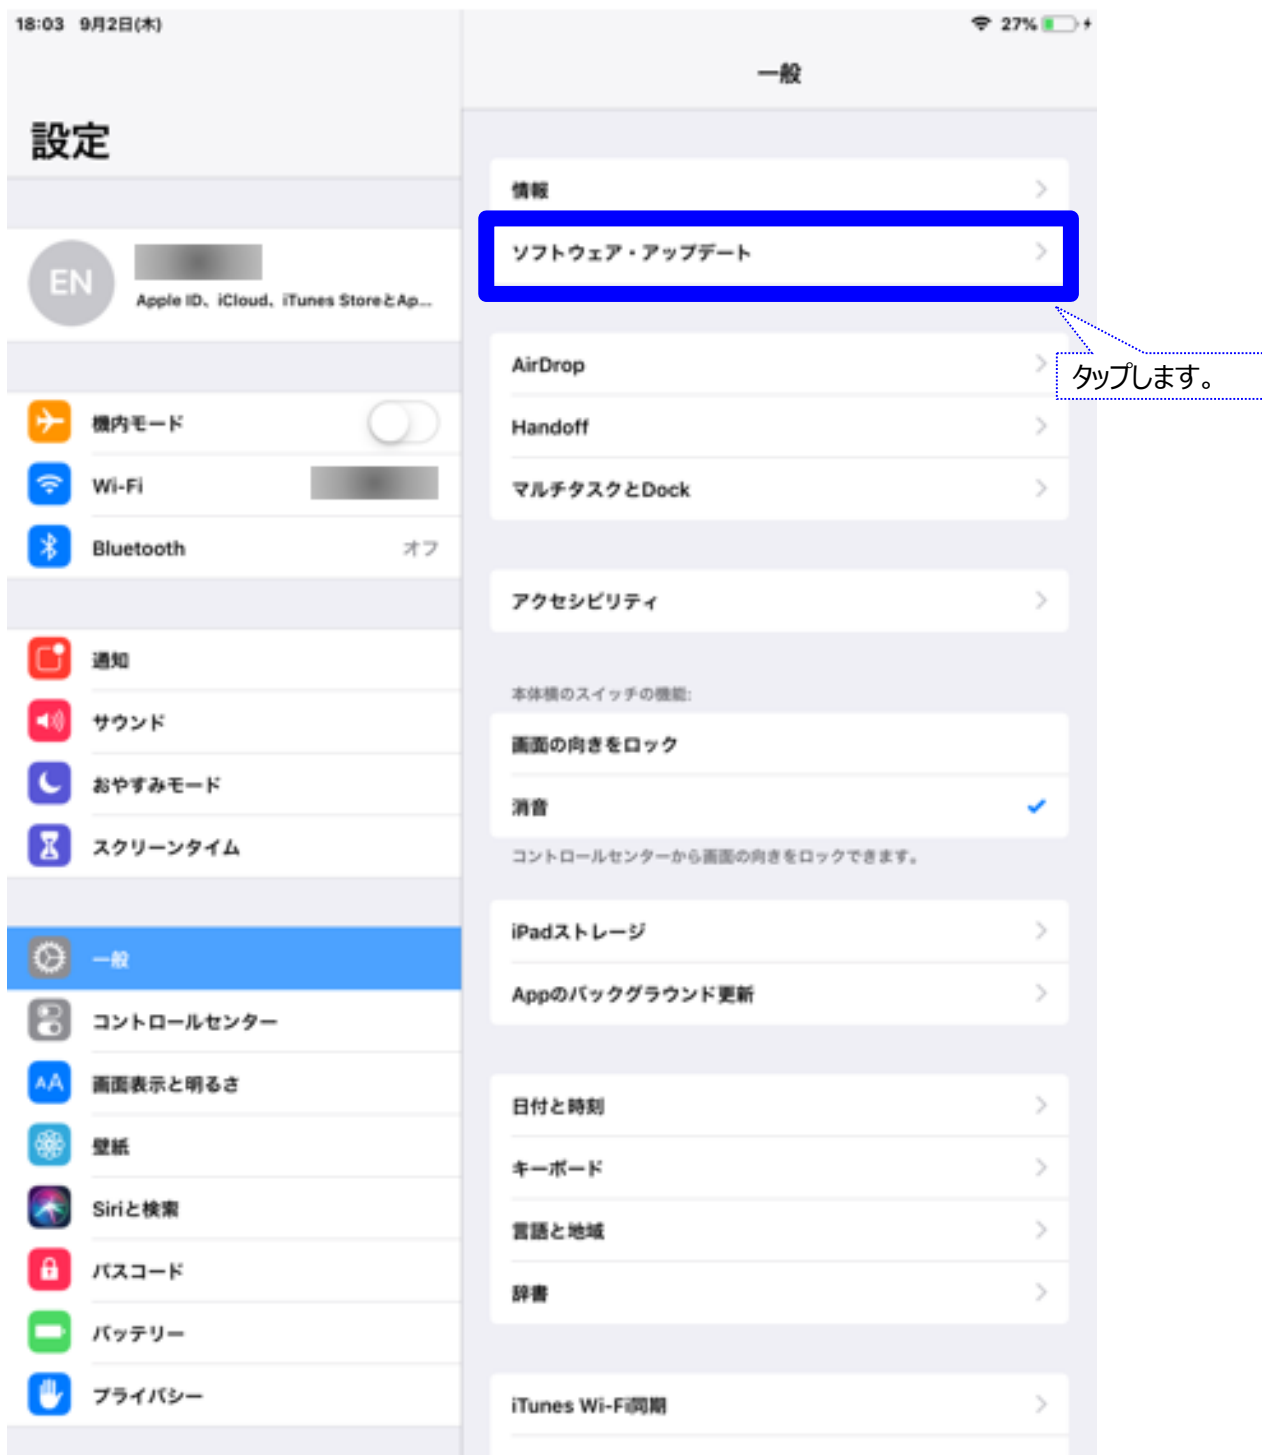 18:03 9月2日(木)
27%
設定
EN
Apple ID、iCloud、iTunes StoreとAp...
機内モード
Wi-Fi
Bluetooth オフ
通知
サウンド
おやすみモード
スクリーンタイム
一般
コントロールセンター
AA 画面表示と明るさ
壁紙
Siriと検索
パスコード
バッテリー
プライバシー
一般
情報
ソフトウェア・アップデート
タップします。
AirDrop
Handoff
マルチタスクとDock
アクセシビリティ
本体横のスイッチの機能:
画面の向きをロック
消音
コントロールセンターから画面の向きをロックできます。
iPadストレージ
Appのバックグラウンド更新
日付と時刻
キーボード
言語と地域
辞書
iTunes Wi-Fi同期